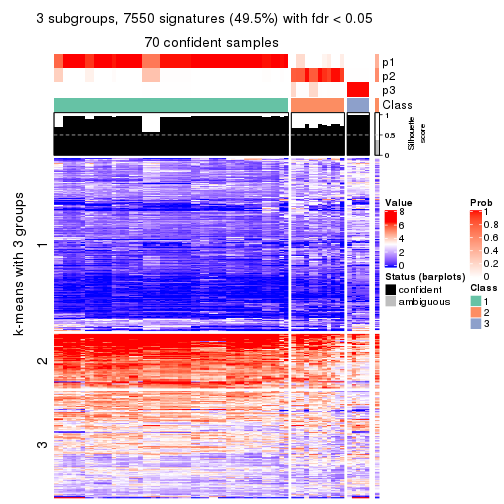 3 subgroups, 7550 signatures (49.5%) with fdr < 0.05
70 confident samples
p1
p2
p3
Class
1
0.5
0
Silhouette
score
k-means with 3 groups
1
2
3
Value
8
6
4
2
0
Status (barplots)
confident
ambiguous
Prob
1
0.8
0.6
0.4
0.2
0
Class
1
2
3